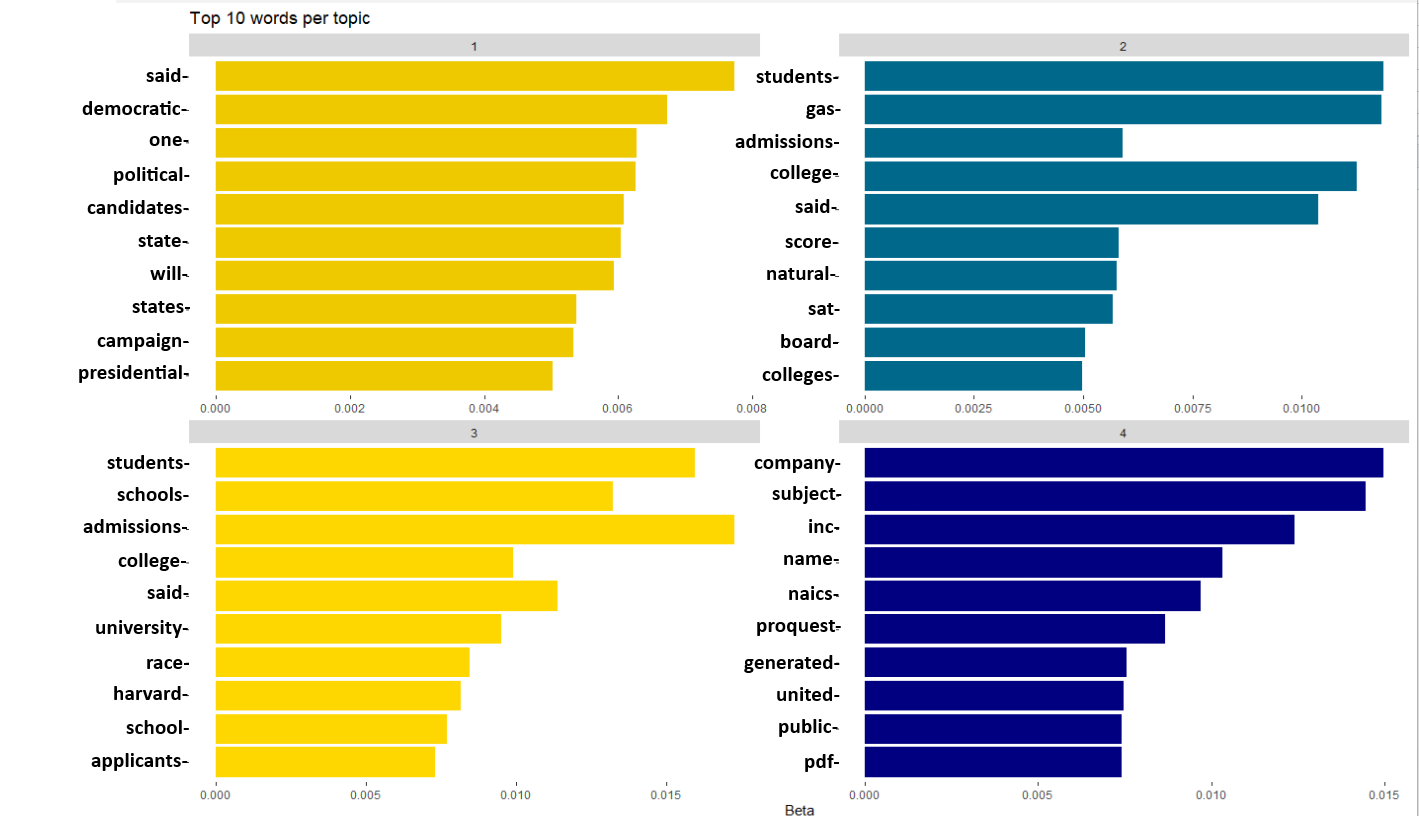 Top 10 words per topic
1
said-
democratic-
one-
political-
candidates-
state-
will-
states-
campaign-
presidential-
0.000 0.002 0.004 0.006 0.008
2
students-
gas-
admissions-
college-
said-
score-
natural-
sat-
board-
colleges-
0.0000 0.0025 0.0050 0.0075 0.0100
3
students-
schools-
admissions-
college-
said-
university-
race-
harvard-
school-
applicants-
0.000 0.005 0.010 0.015
4
company-
subject-
inc-
name-
naics-
proquest-
generated-
united-
public-
pdf-
0.000 0.005 0.010 0.015
Beta